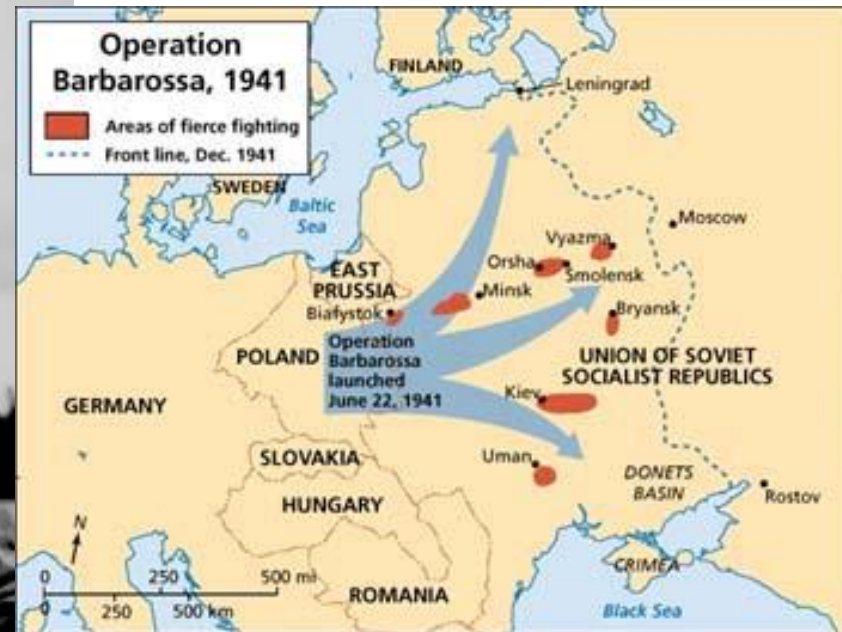 Operation
Barbarossa, 1941
Areas of fierce fighting
Front line, Dec. 1941
FINLAND
Leningrad
SWEDEN
Baltic
Sea
Moscow
Vyazma
Orsha
Smolensk
EAST
PRUSSIA
Minsk
Białystok
Bryansk
POLAND
Operation
Barbarossa
launched
June 22, 1941
UNION OF SOVIET
SOCIALIST REPUBLICS
GERMANY
Kiev
SLOVAKIA
Uman
DONETS
BASIN
Rostov
HUNGARY
N
CRIMEA
0 250 500 mi
0 250 500 km
ROMANIA
Black Sea